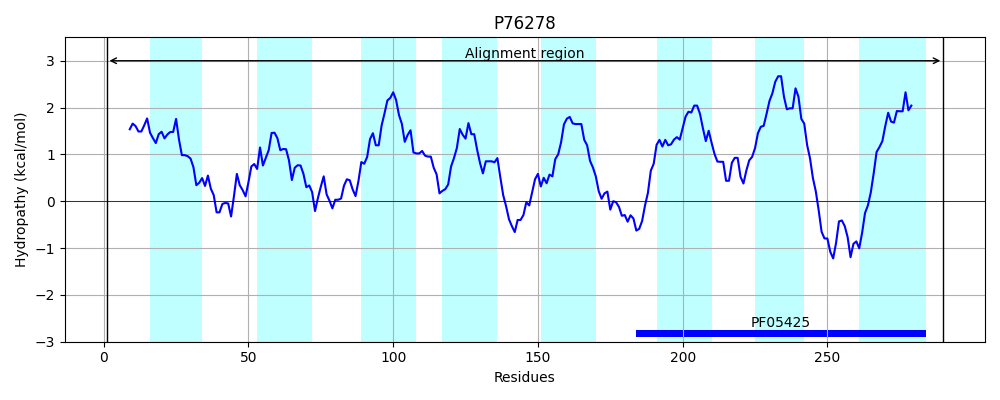 P76278
Alignment region
Hydropathy (kcal/mol)
3
2
1
0
−1
−2
−3
PF05425
0
50
100
150
200
250
Residues